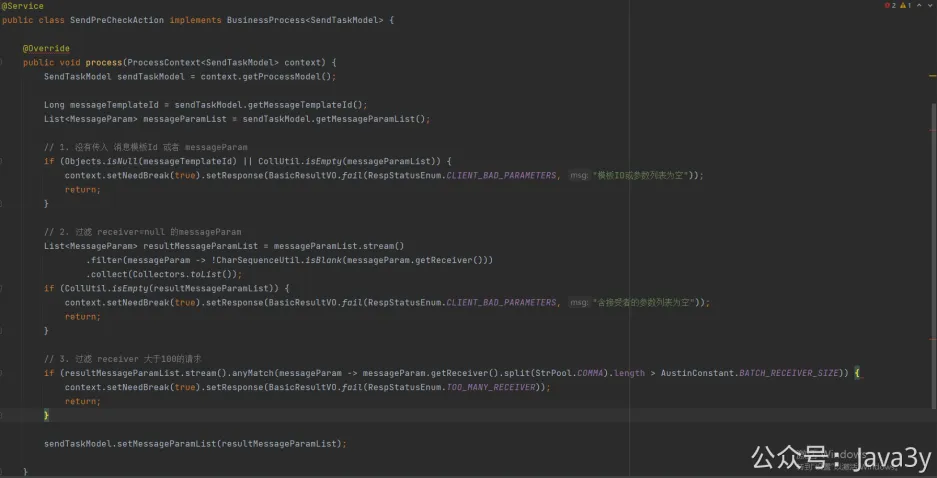 @Service
public class SendPreCheckAction implements BusinessProcess<SendTaskModel> {
2 1
@Override
public void process(ProcessContext<SendTaskModel> context) {
SendTaskModel sendTaskModel = context.getProcessModel();
Long messageTemplateId = sendTaskModel.getMessageTemplateId();
List<MessageParam> messageParamList = sendTaskModel.getMessageParamList();
// 1. 没有传入 消息模板Id 或者 messageParam
if (Objects.isNull(messageTemplateId) || CollUtil.isEmpty(messageParamList)) {
context.setNeedBreak(true).setResponse(BasicResultVO.fail(RespStatusEnum.CLIENT_BAD_PARAMETERS, msg: "模板ID或参数列表为空"));
return;
}
// 2. 过滤 receiver=null 的messageParam
List<MessageParam> resultMessageParamList = messageParamList.stream()
.filter(messageParam -> !CharSequenceUtil.isBlank(messageParam.getReceiver()))
.collect(Collectors.toList());
if (CollUtil.isEmpty(resultMessageParamList)) {
context.setNeedBreak(true).setResponse(BasicResultVO.fail(RespStatusEnum.CLIENT_BAD_PARAMETERS, msg: "含接受者的参数列表为空"));
return;
}
// 3. 过滤 receiver 大于100的请求
if (resultMessageParamList.stream().anyMatch(messageParam -> messageParam.getReceiver().split(StrPool.COMMA).length > AustinConstant.BATCH_RECEIVER_SIZE)) {
context.setNeedBreak(true).setResponse(BasicResultVO.fail(RespStatusEnum.TOO_MANY_RECEIVER));
return;
}
sendTaskModel.setMessageParamList(resultMessageParamList);
}
公众号：Java3y